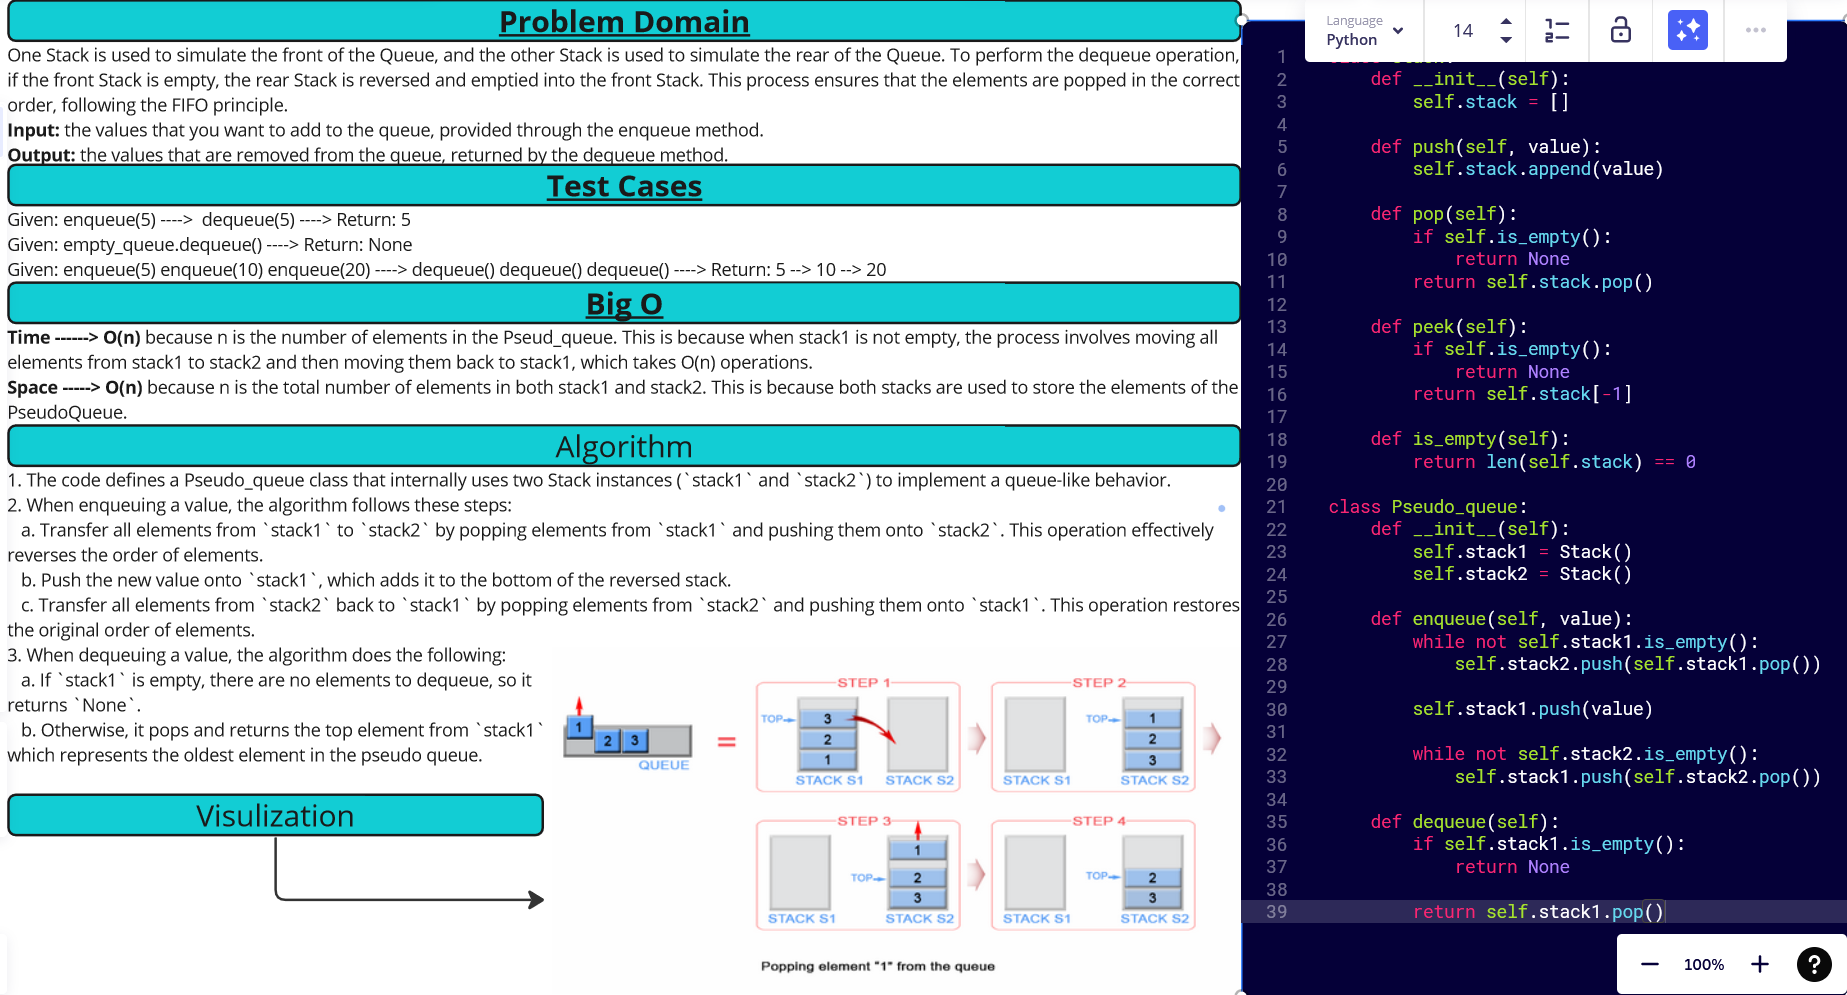 Problem Domain
One Stack is used to simulate the front of the Queue, and the other Stack is used to simulate the rear of the Queue. To perform the dequeue operation,
if the front Stack is empty, the rear Stack is reversed and emptied into the front Stack. This process ensures that the elements are popped in the correct
order, following the FIFO principle.
Input: the values that you want to add to the queue, provided through the enqueue method.
Output: the values that are removed from the queue, returned by the dequeue method.
Test Cases
Given: enqueue(5) ----> dequeue(5) ----> Return: 5
Given: empty_queue.dequeue() ----> Return: None
Given: enqueue(5) enqueue(10) enqueue(20) ----> dequeue() dequeue() dequeue() ----> Return: 5 --> 10 --> 20
Big O
Time ------> O(n) because n is the number of elements in the Pseud_queue. This is because when stack1 is not empty, the process involves moving all
elements from stack1 to stack2 and then moving them back to stack1, which takes O(n) operations.
Space -----> O(n) because n is the total number of elements in both stack1 and stack2. This is because both stacks are used to store the elements of the
PseudoQueue.
Algorithm
1. The code defines a Pseudo_queue class that internally uses two Stack instances (`stack1` and `stack2`) to implement a queue-like behavior.
2. When enqueuing a value, the algorithm follows these steps:
a. Transfer all elements from `stack1` to `stack2` by popping elements from `stack1` and pushing them onto `stack2`. This operation effectively
reverses the order of elements.
b. Push the new value onto `stack1`, which adds it to the bottom of the reversed stack.
c. Transfer all elements from `stack2` back to `stack1` by popping elements from `stack2` and pushing them onto `stack1`. This operation restores
the original order of elements.
3. When dequeuing a value, the algorithm does the following:
a. If `stack1` is empty, there are no elements to dequeue, so it
returns `None`.
b. Otherwise, it pops and returns the top element from `stack1`
which represents the oldest element in the pseudo queue.
Visulization
1
2 3
QUEUE
=
STEP 1
TOP
3
2
1
STACK S1 STACK S2
STEP 2
TOP
1
2
3
STACK S1 STACK S2
STEP 3
1
TOP
2
3
STACK S1 STACK S2
STEP 4
TOP
2
3
STACK S1 STACK S2
Popping element "1" from the queue
Language
Python
14
1
2 def __init__(self):
3 self.stack = []
4
5 def push(self, value):
6 self.stack.append(value)
7
8 def pop(self):
9 if self.is_empty():
10 return None
11 return self.stack.pop()
12
13 def peek(self):
14 if self.is_empty():
15 return None
16 return self.stack[-1]
17
18 def is_empty(self):
19 return len(self.stack) == 0
20
21 class Pseudo_queue:
22 def __init__(self):
23 self.stack1 = Stack()
24 self.stack2 = Stack()
25
26 def enqueue(self, value):
27 while not self.stack1.is_empty():
28 self.stack2.push(self.stack1.pop())
29
30 self.stack1.push(value)
31
32 while not self.stack2.is_empty():
33 self.stack1.push(self.stack2.pop())
34
35 def dequeue(self):
36 if self.stack1.is_empty():
37 return None
38
39 return self.stack1.pop()
100%
?